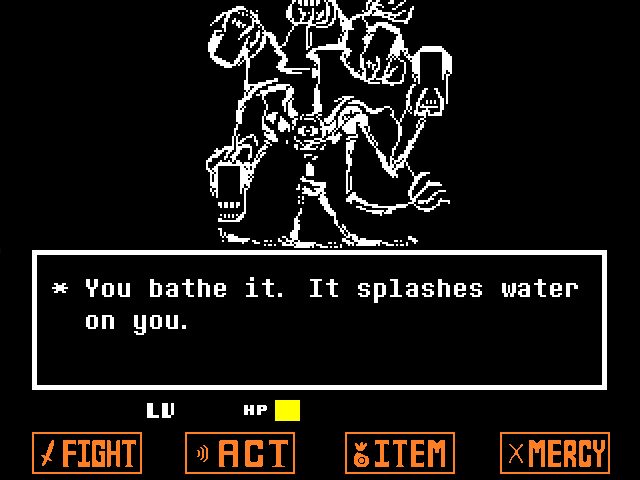 * You bathe it. It splashes water
on you.
LV HP
FIGHT ACT ITEM MERCY